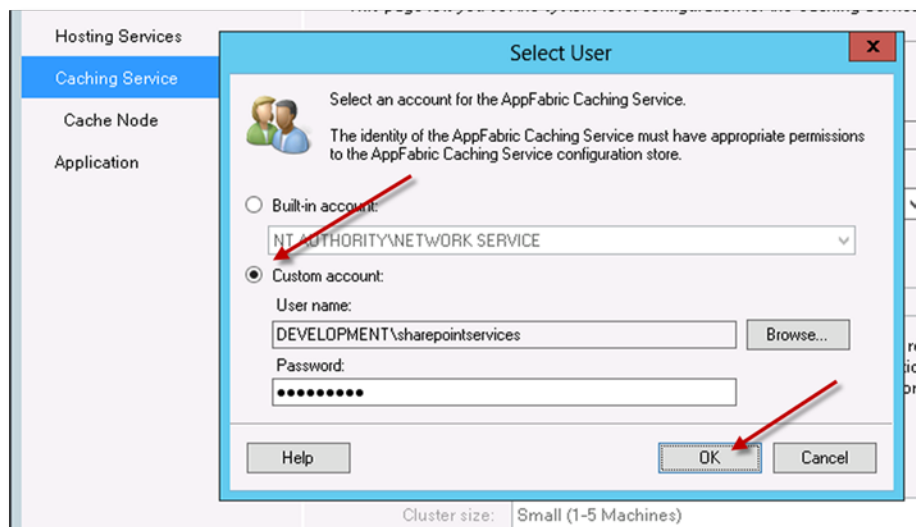 Hosting Services
Caching Service
Cache Node
Application
Select User
x
Select an account for the AppFabric Caching Service.
The identity of the AppFabric Caching Service must have appropriate permissions
to the AppFabric Caching Service configuration store.
Built-in account:
NT AUTHORITY\NETWORK SERVICE
Custom account:
User name:
DEVELOPMENT\sharepointservices
Browse...
Password:
●●●●●●●●●
Help
OK
Cancel
Cluster size:
Small (1-5 Machines)